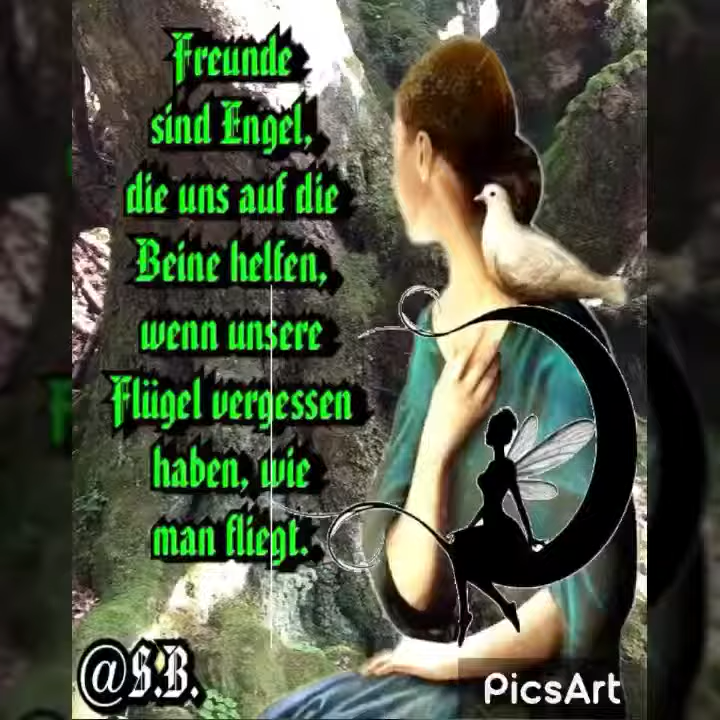 Freunde
sind Engel,
die uns auf die
Beine helfen,
wenn unsere
Flügel vergessen
haben, wie
man fliegt.
@S.B.
PicsArt